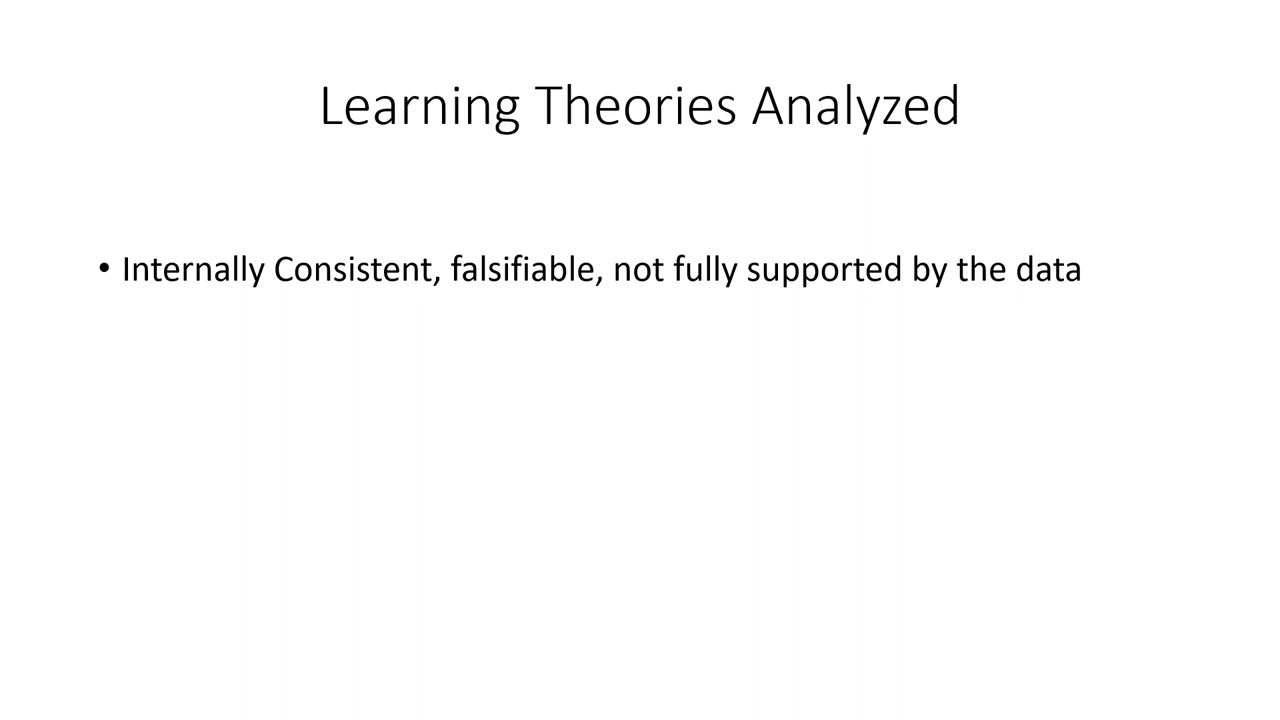 Learning Theories Analyzed
• Internally Consistent, falsifiable, not fully supported by the data